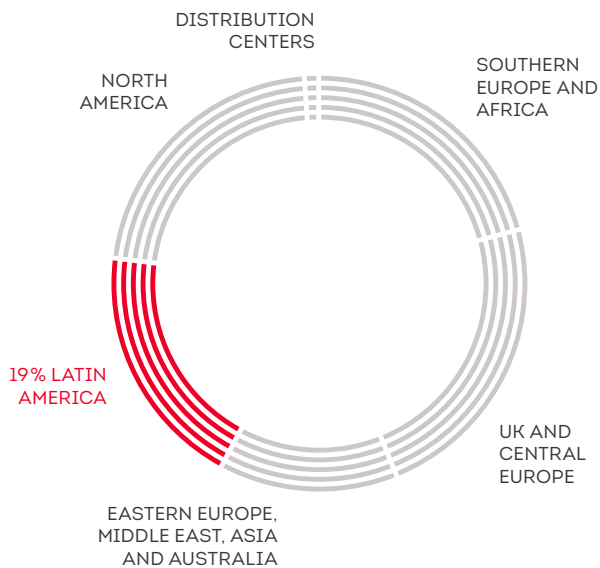 DISTRIBUTION
CENTERS
SOUTHERN
EUROPE AND
AFRICA
NORTH
AMERICA
19% LATIN
AMERICA
UK AND
CENTRAL
EUROPE
EASTERN EUROPE,
MIDDLE EAST, ASIA
AND AUSTRALIA